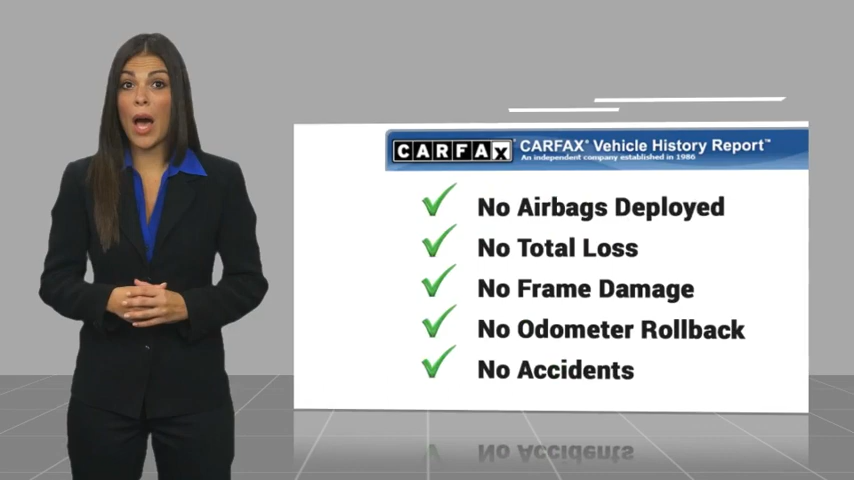 CARFAX
CARFAX® Vehicle History Report™
An independent company established in 1986
No Airbags Deployed
No Total Loss
No Frame Damage
No Odometer Rollback
No Accidents
No Accidents